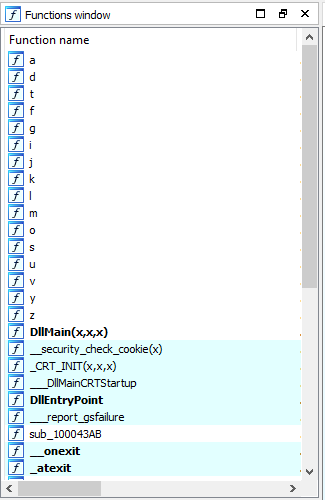 Functions window
Function name
a
d
t
f
g
i
j
k
l
m
o
s
u
v
y
z
DllMain(x,x,x)
__security_check_cookie(x)
_CRT_INIT(x,x,x)
___DllMainCRTStartup
DllEntryPoint
___report_gsfailure
sub_100043AB
__onexit
_atexit